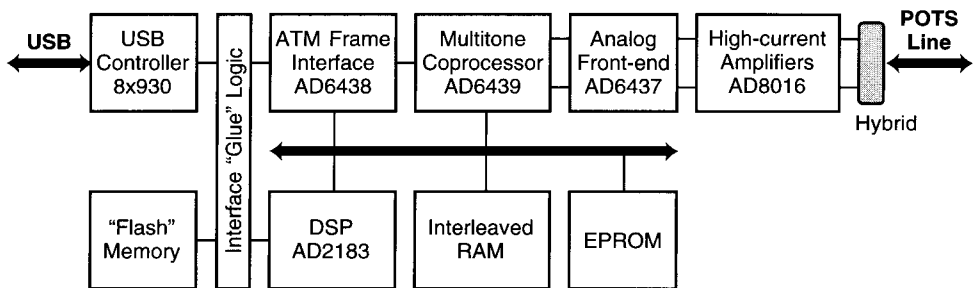 USB
USB
Controller
8x930
Interface "Glue" Logic
ATM Frame
Interface
AD6438
Multitone
Coprocessor
AD6439
Analog
Front-end
AD6437
High-current
Amplifiers
AD8016
POTS
Line
Hybrid
"Flash"
Memory
DSP
AD2183
Interleaved
RAM
EPROM